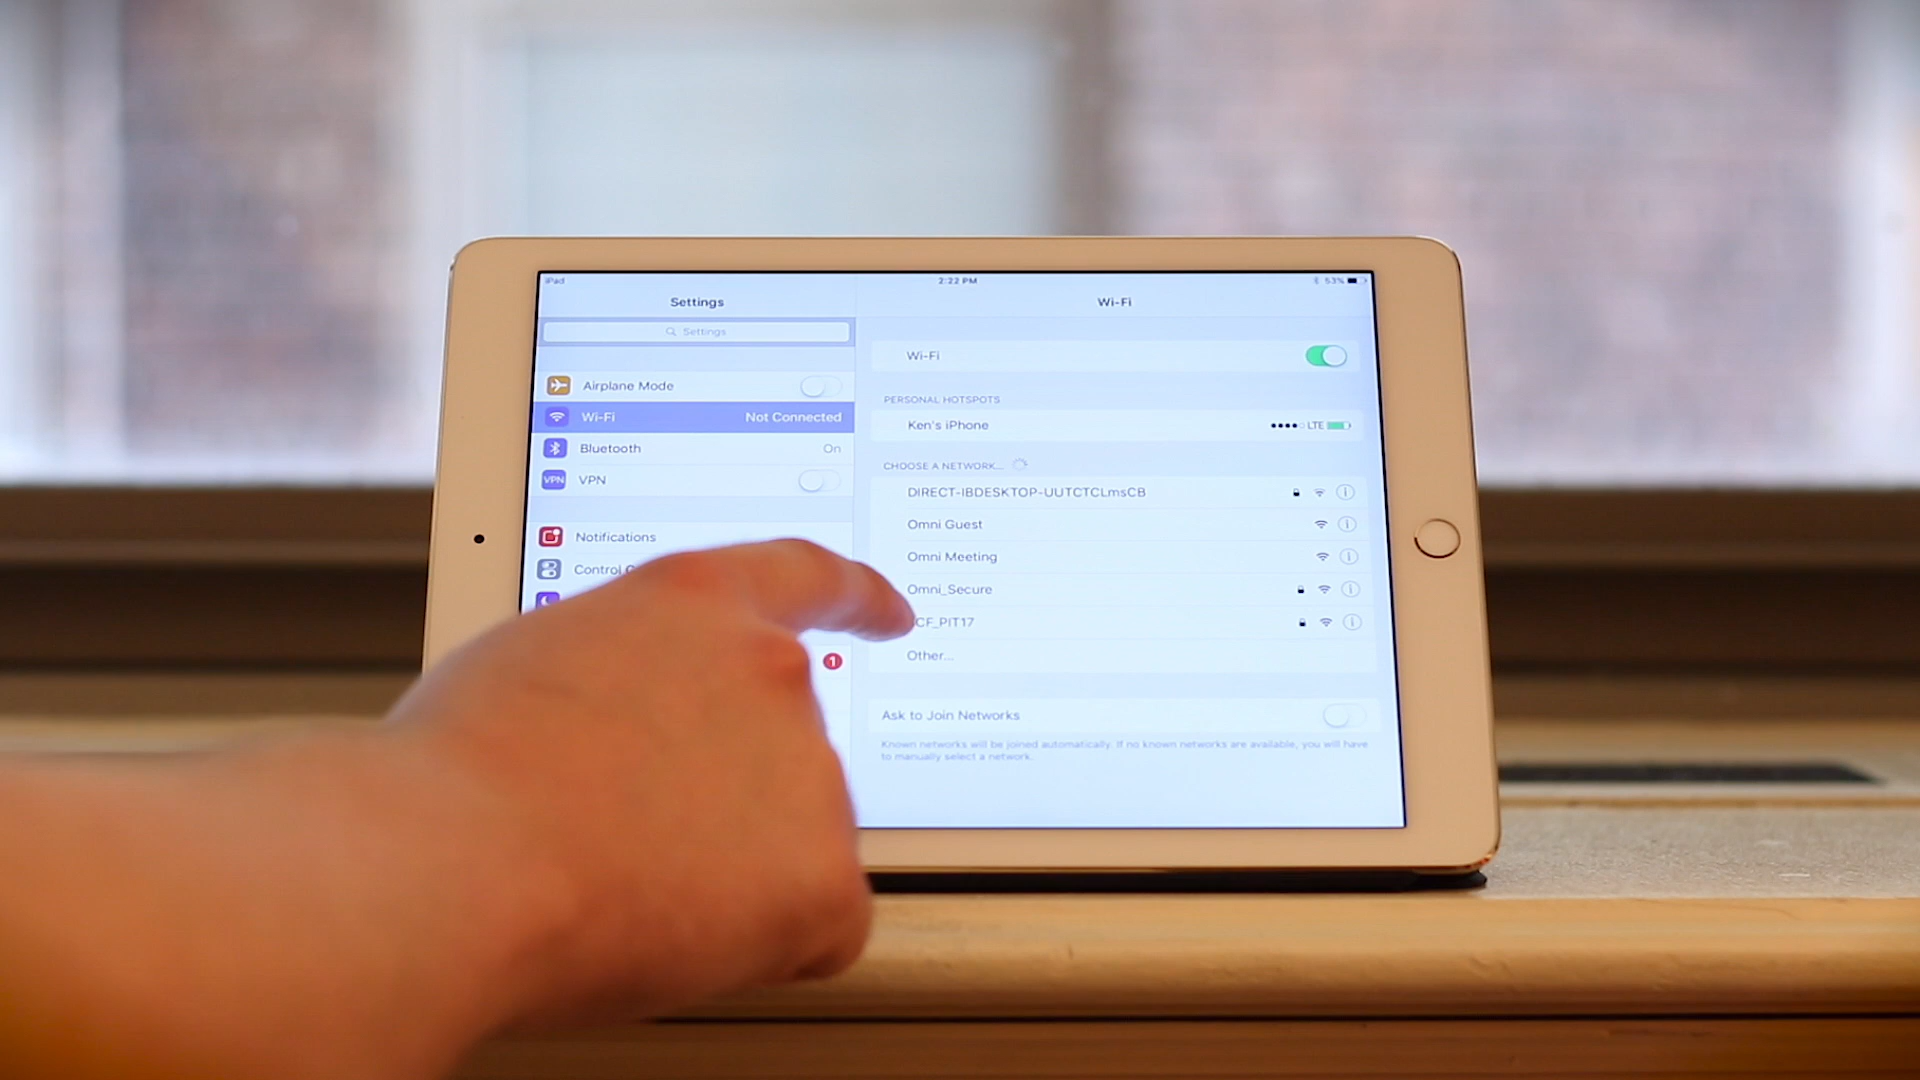 iPad 2:22 PM 53%
Settings
Settings
Airplane Mode
Wi-Fi Not Connected
Bluetooth On
VPN VPN
Notifications
Control
1
Wi-Fi
Wi-Fi
PERSONAL HOTSPOTS
Ken's iPhone LTE
CHOOSE A NETWORK...
DIRECT-IBDESKTOP-UUTCTCLmsCB
Omni Guest
Omni Meeting
Omni_Secure
CF_PIT17
Other...
Ask to Join Networks
Known networks will be joined automatically. If no known networks are available, you will have
to manually select a network.